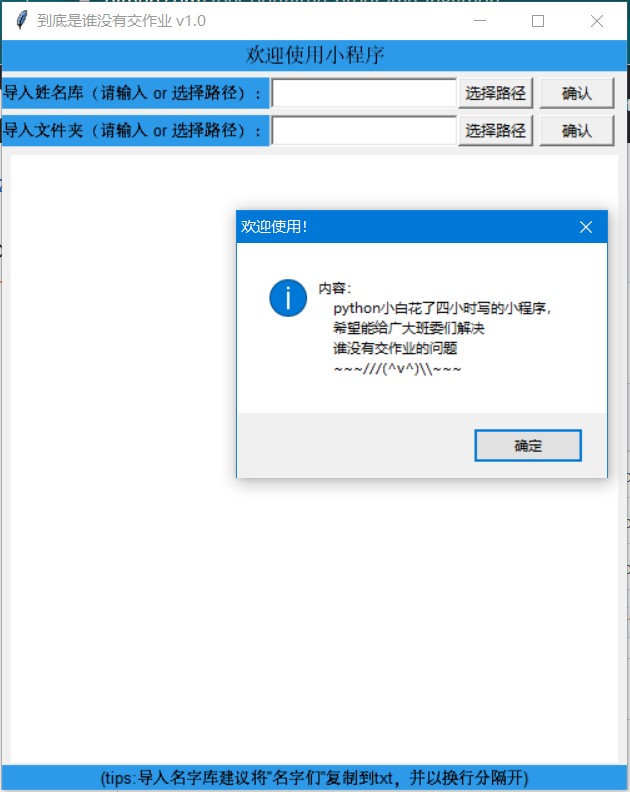 到底是谁没有交作业 v1.0
欢迎使用小程序
导入姓名库（请输入 or 选择路径）：
选择路径
确认
导入文件夹（请输入 or 选择路径）：
选择路径
确认
欢迎使用！
内容：
python小白花了四小时写的小程序，
希望能给广大班委们解决
谁没有交作业的问题
~~~///(^v^)\\~~~
确定
(tips:导入名字库建议将"名字们"复制到txt，并以换行分隔开)